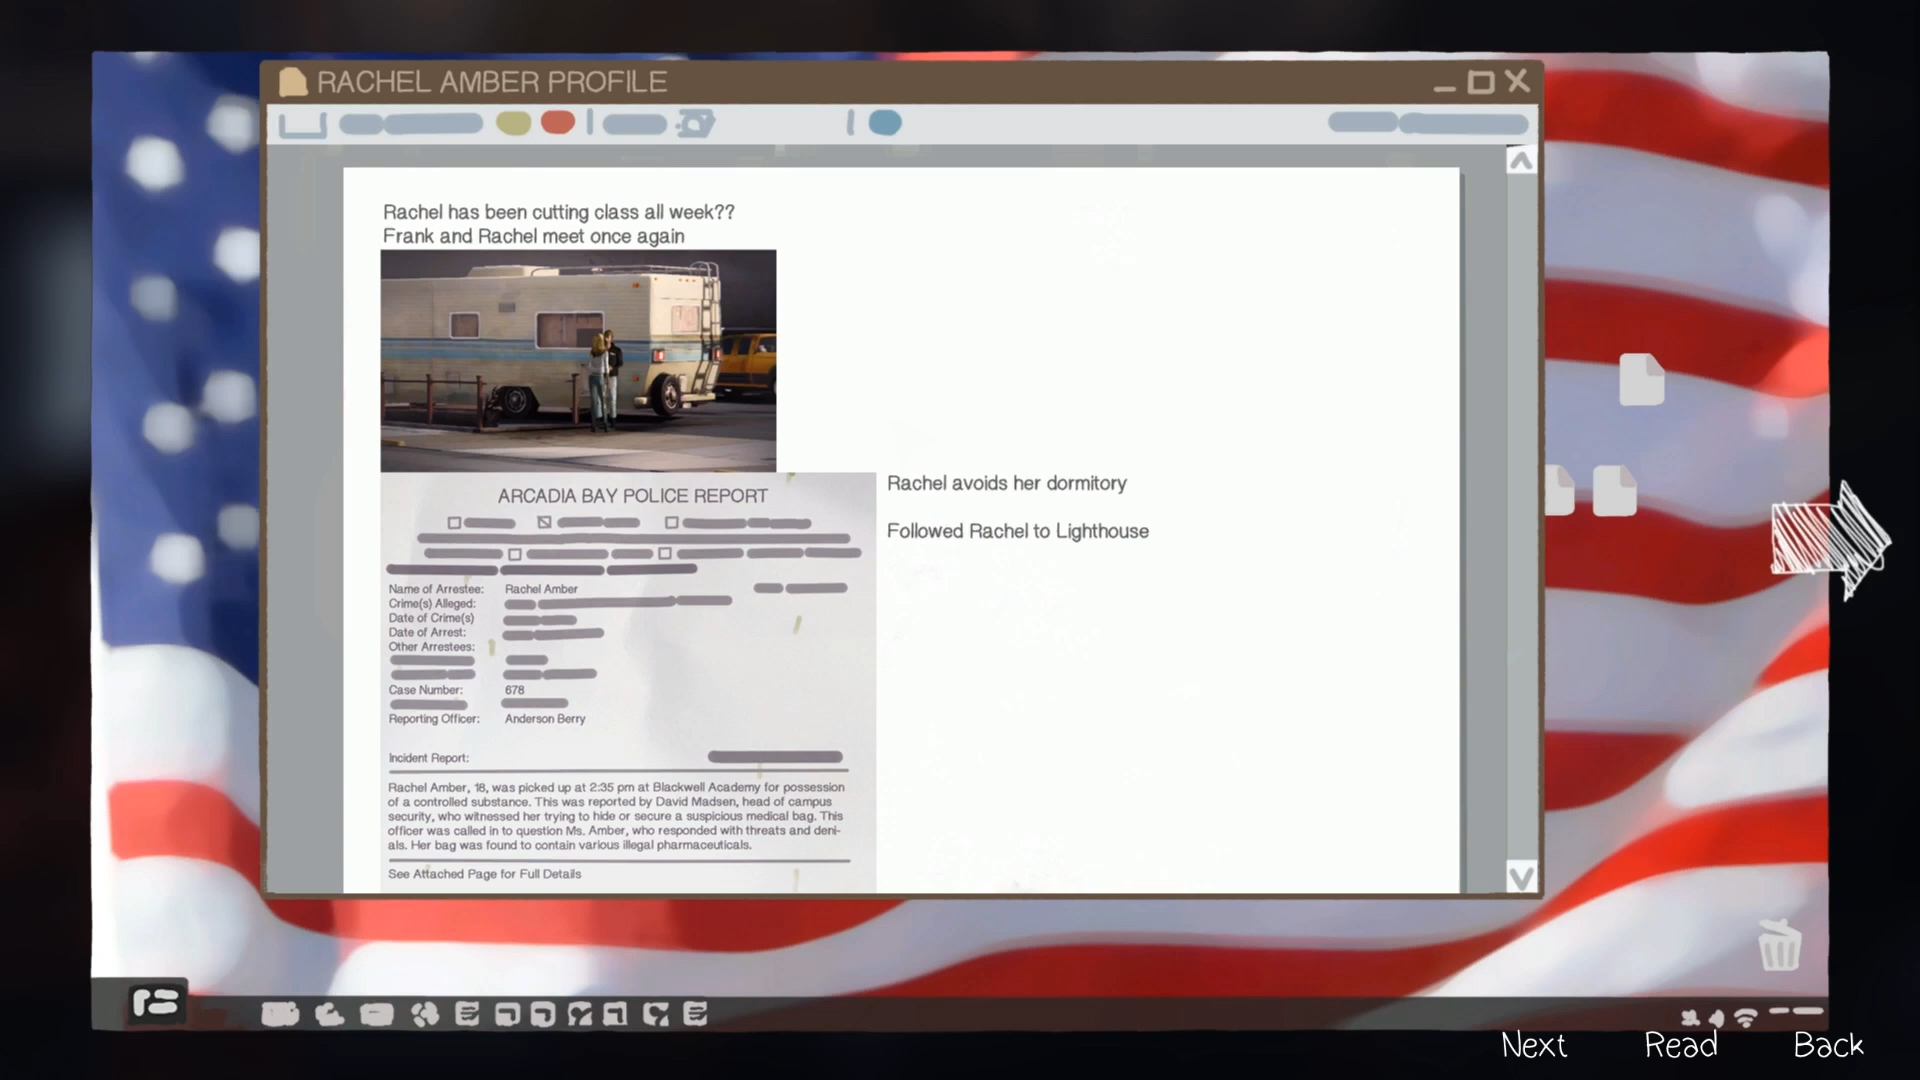 RACHEL AMBER PROFILE
Rachel has been cutting class all week??
Frank and Rachel meet once again
ARCADIA BAY POLICE REPORT
Name of Arrestee: Rachel Amber
Crime(s) Alleged:
Date of Crime(s)
Date of Arrest:
Other Arrestees:
Case Number: 678
Reporting Officer: Anderson Berry
Incident Report:
Rachel Amber, 18, was picked up at 2:35 pm at Blackwell Academy for possession
of a controlled substance. This was reported by David Madsen, head of campus
security, who witnessed her trying to hide or secure a suspicious medical bag. This
officer was called in to question Ms. Amber, who responded with threats and deni-
als. Her bag was found to contain various illegal pharmaceuticals.
See Attached Page for Full Details
Rachel avoids her dormitory
Followed Rachel to Lighthouse
Next Read Back